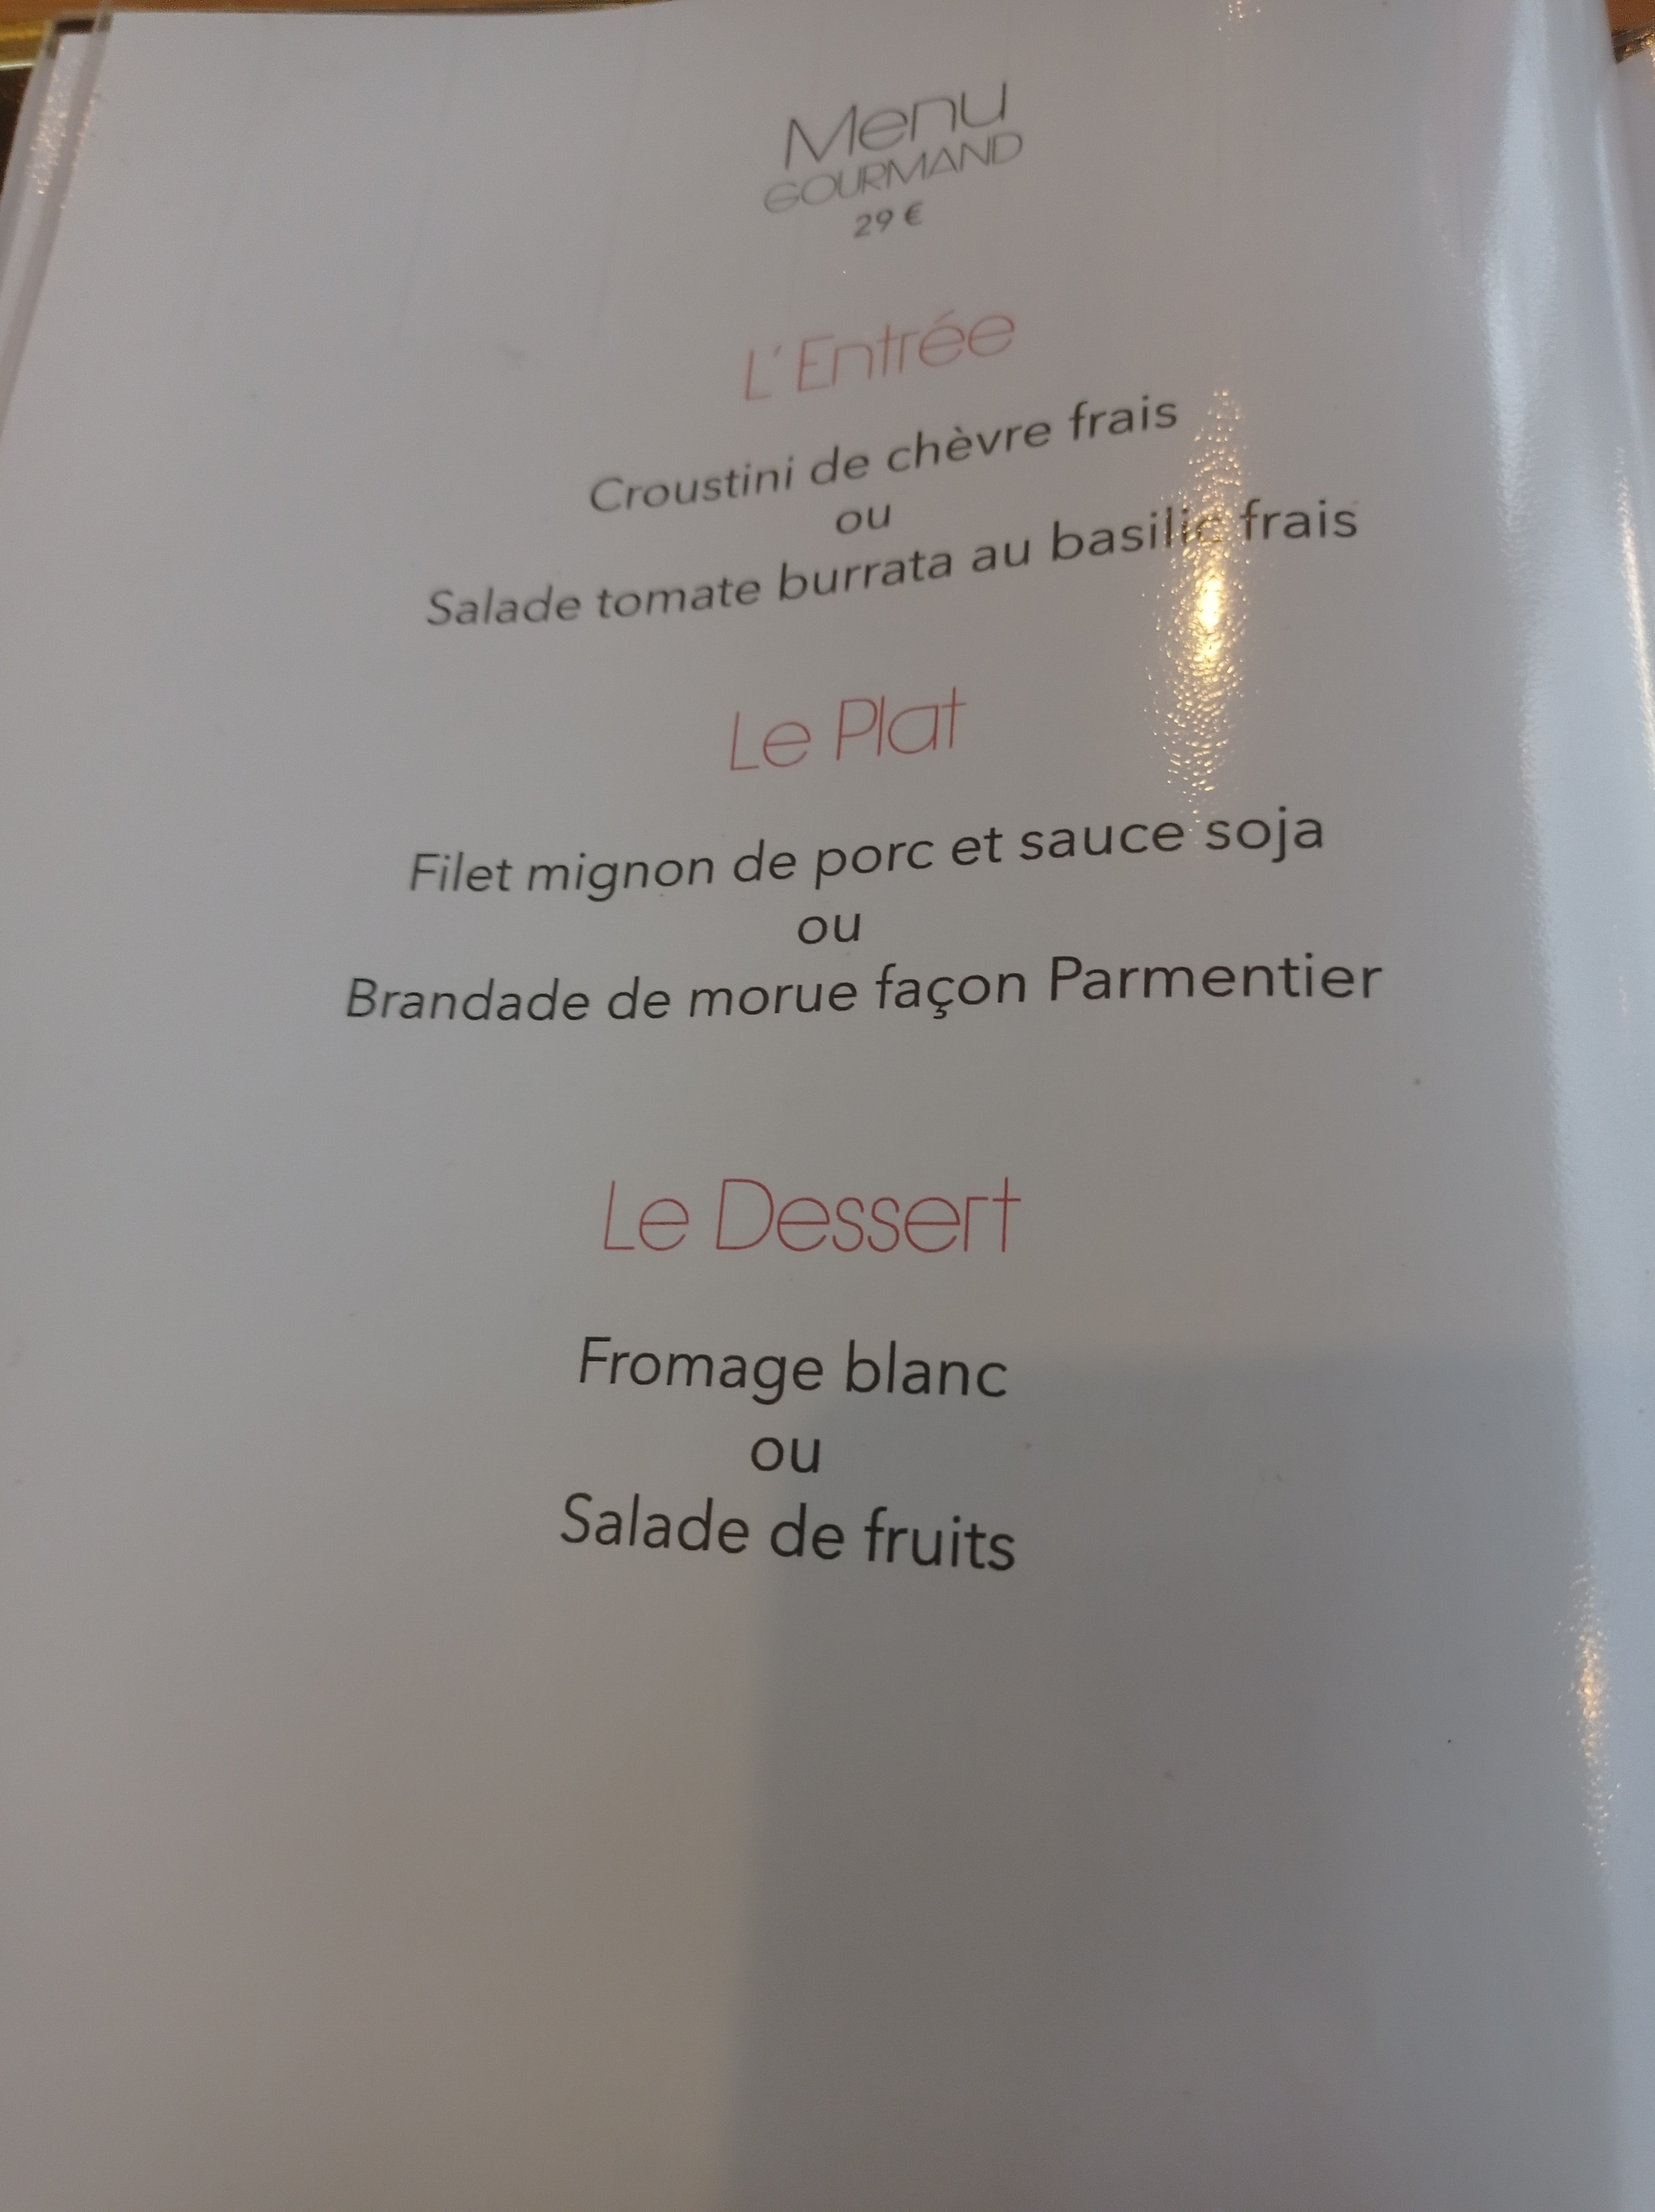 Menu
GOURMAND
29 €
L'Entrée
Croustini de chèvre frais
ou
Salade tomate burrata au basilic frais
Le Plat
Filet mignon de porc et sauce soja
ou
Brandade de morue façon Parmentier
Le Dessert
Fromage blanc
ou
Salade de fruits